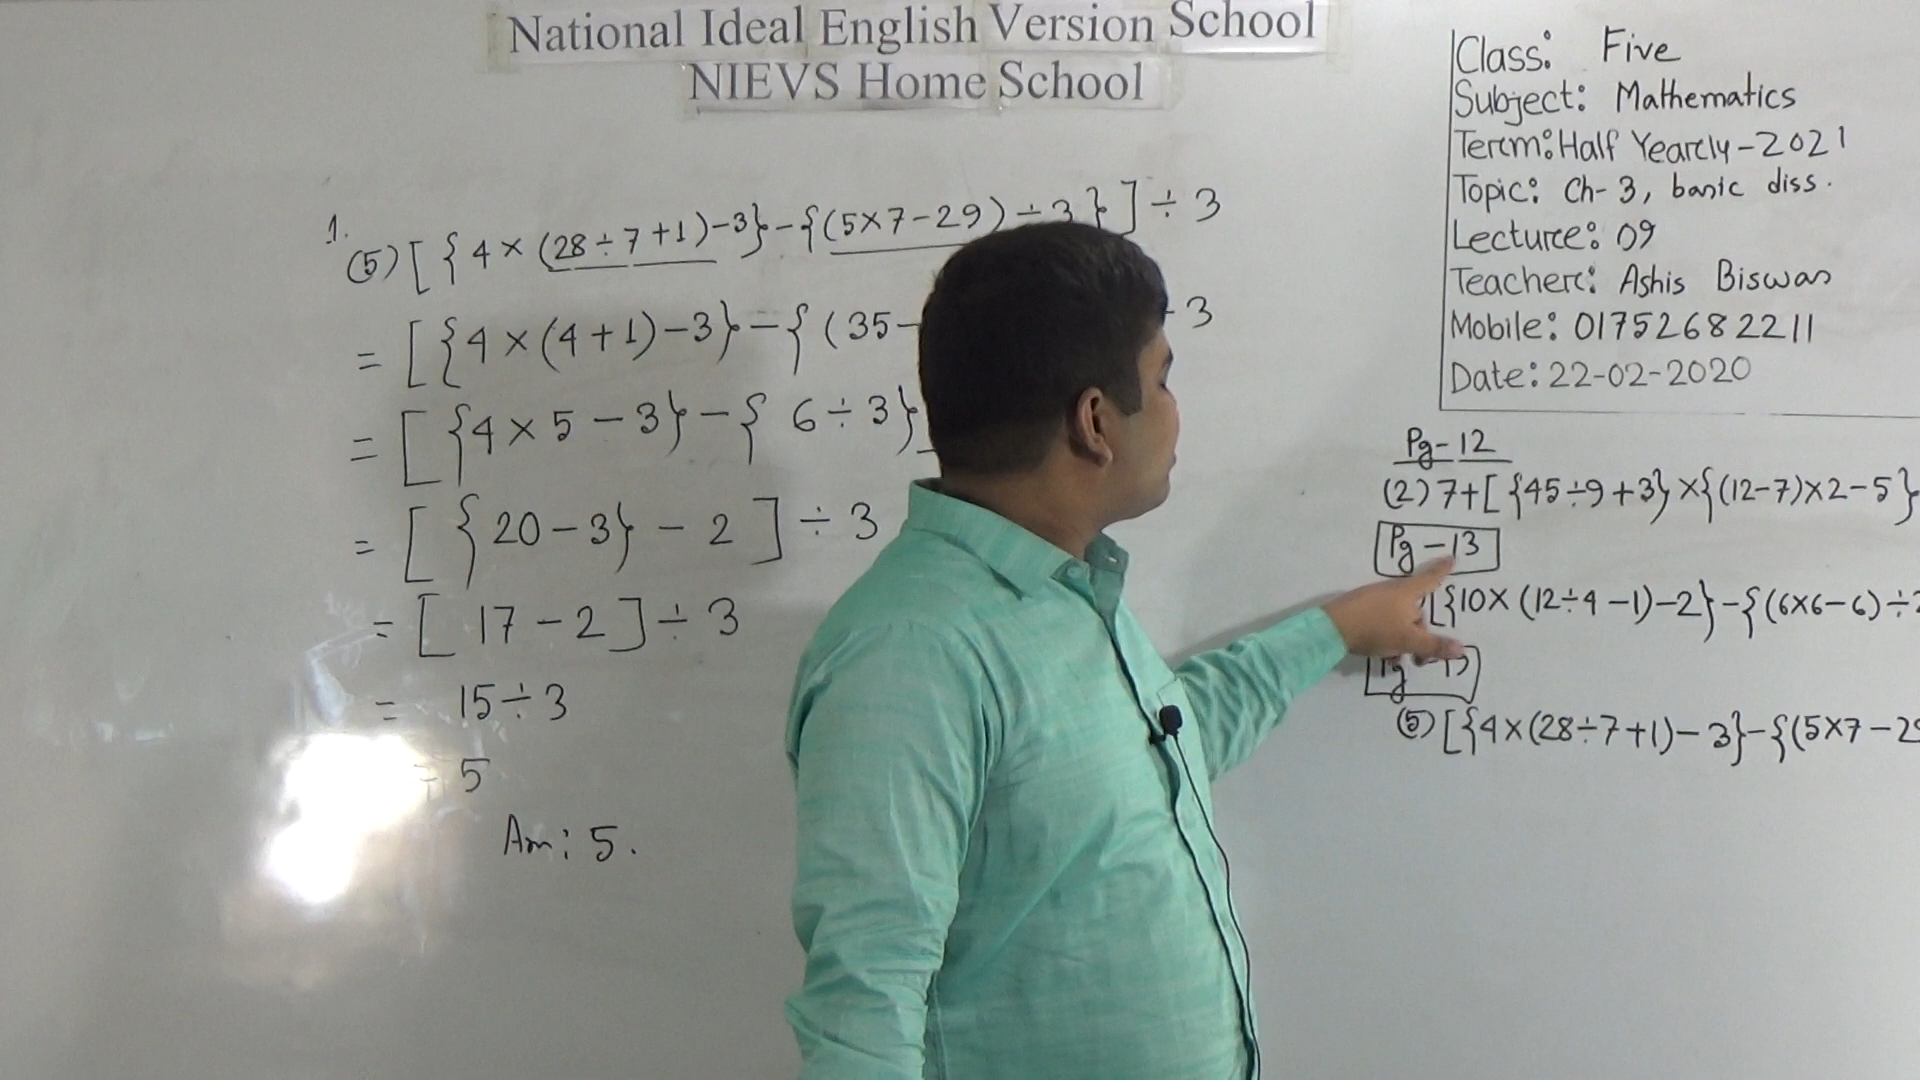 National Ideal English Version School
NIEVS Home School
1.
(5) [ { 4 × (28÷7+1)-3}-{(5×7-29)÷3} ] ÷ 3
= [{4×(4+1)-3}-{(35- 3
= [{4×5-3}-{ 6÷3}
= [ {20-3} - 2 ] ÷ 3
= [ 17-2]÷3
= 15÷3
= 5
Ans: 5.
Class: Five
Subject: Mathematics
Term: Half Yearly-2021
Topic: Ch-3, basic diss.
Lecture: 09
Teacher: Ashis Biswas
Mobile: 01752682211
Date: 22-02-2020
Pg-12
(2) 7+[{45÷9+3}×{(12-7)×2-5}
Pg-13
[{10×(12÷4-1)-2}-{(6×6-6)÷2
(5) [{4×(28÷7+1)-3}-{(5×7-29